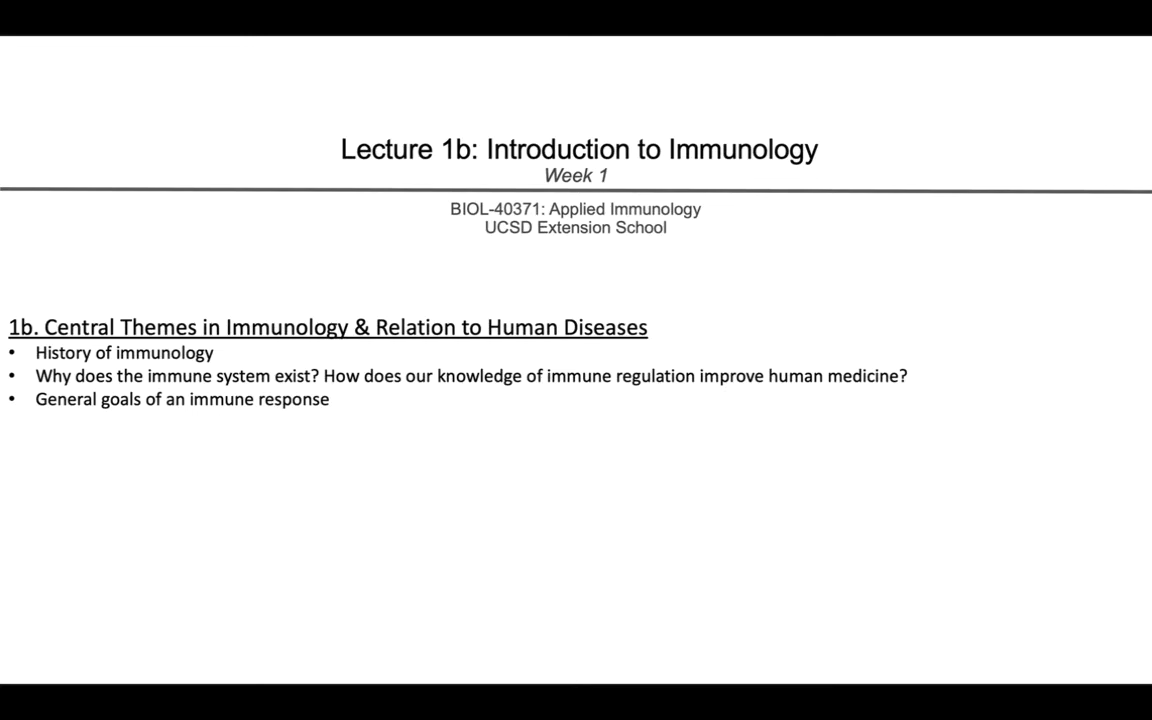 Lecture 1b: Introduction to Immunology
Week 1
BIOL-40371: Applied Immunology
UCSD Extension School
1b. Central Themes in Immunology & Relation to Human Diseases
• History of immunology
• Why does the immune system exist? How does our knowledge of immune regulation improve human medicine?
• General goals of an immune response